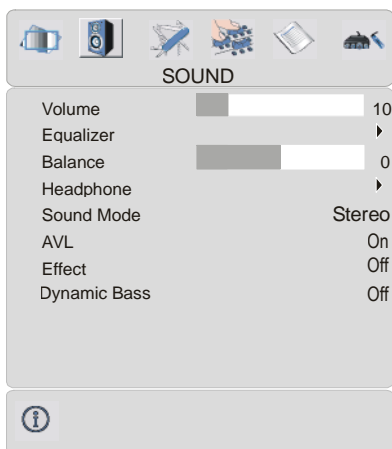 SOUND
Volume 10
Equalizer
Balance 0
Headphone
Sound Mode Stereo
AVL On
Effect Off
Dynamic Bass Off